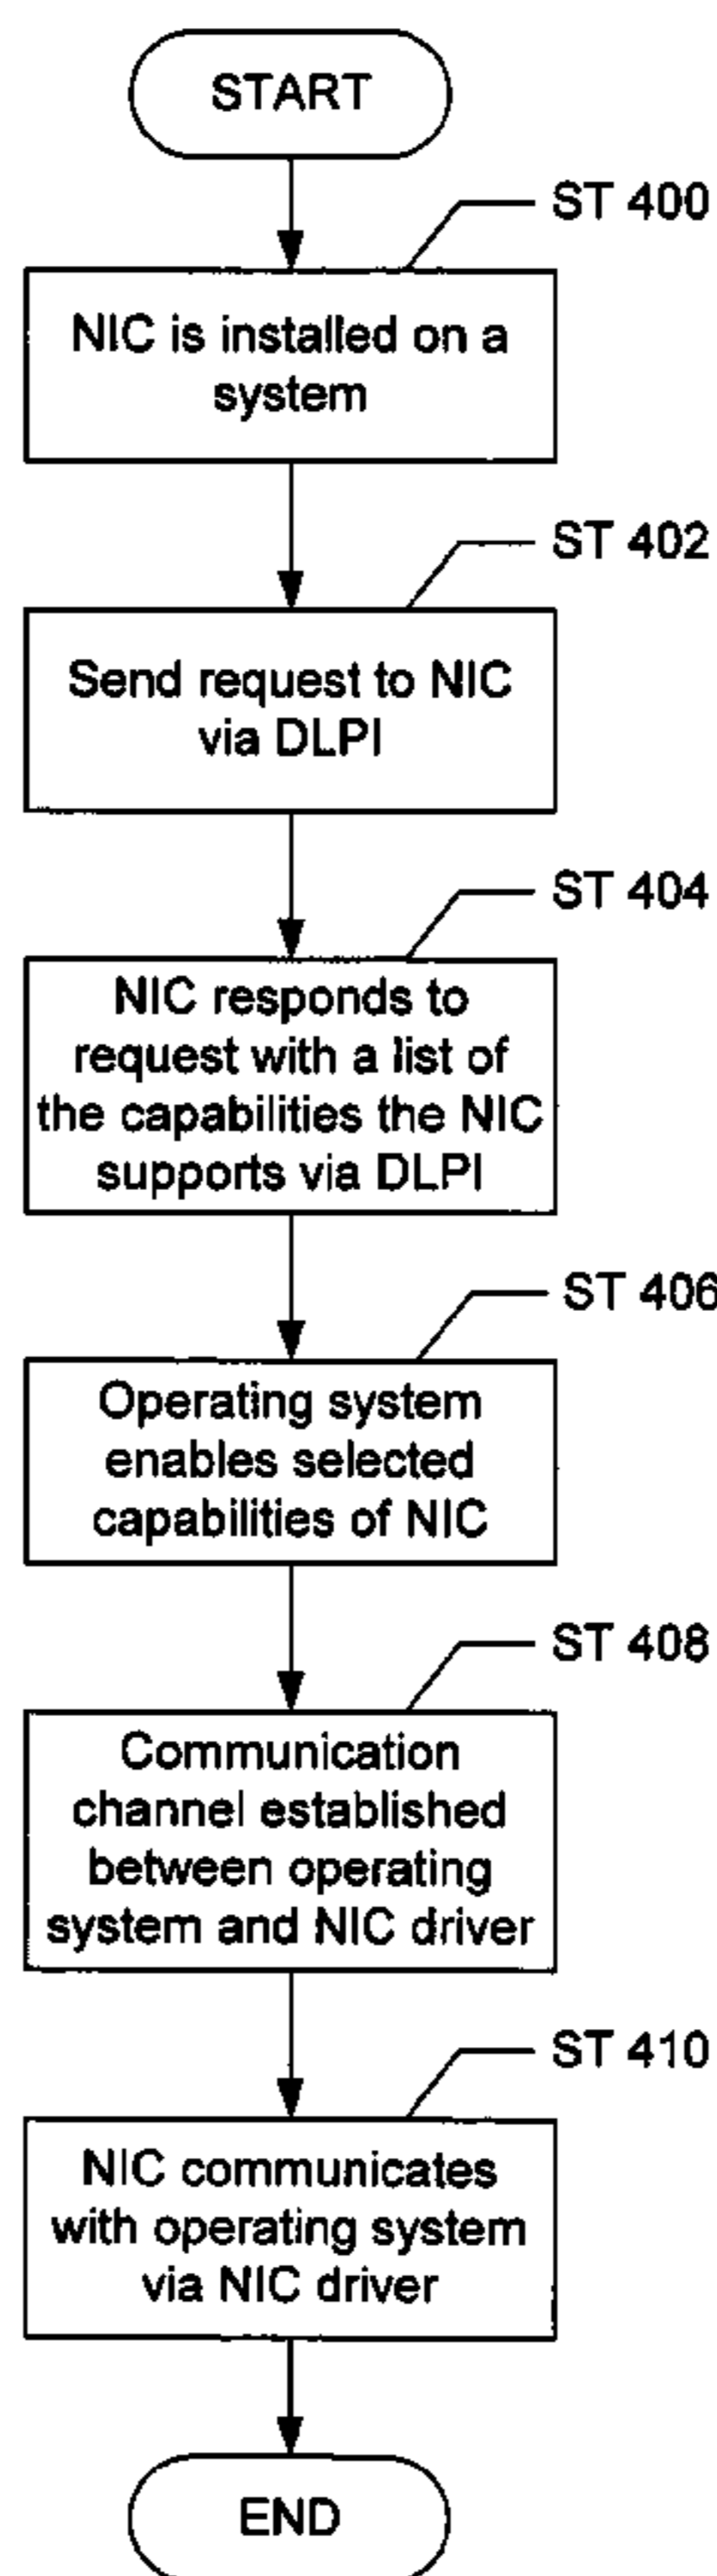 START
ST 400
NIC is installed on a
system
ST 402
Send request to NIC
via DLPI
ST 404
NIC responds to
request with a list of
the capabilities the NIC
supports via DLPI
ST 406
Operating system
enables selected
capabilities of NIC
ST 408
Communication
channel established
between operating
system and NIC driver
ST 410
NIC communicates
with operating system
via NIC driver
END